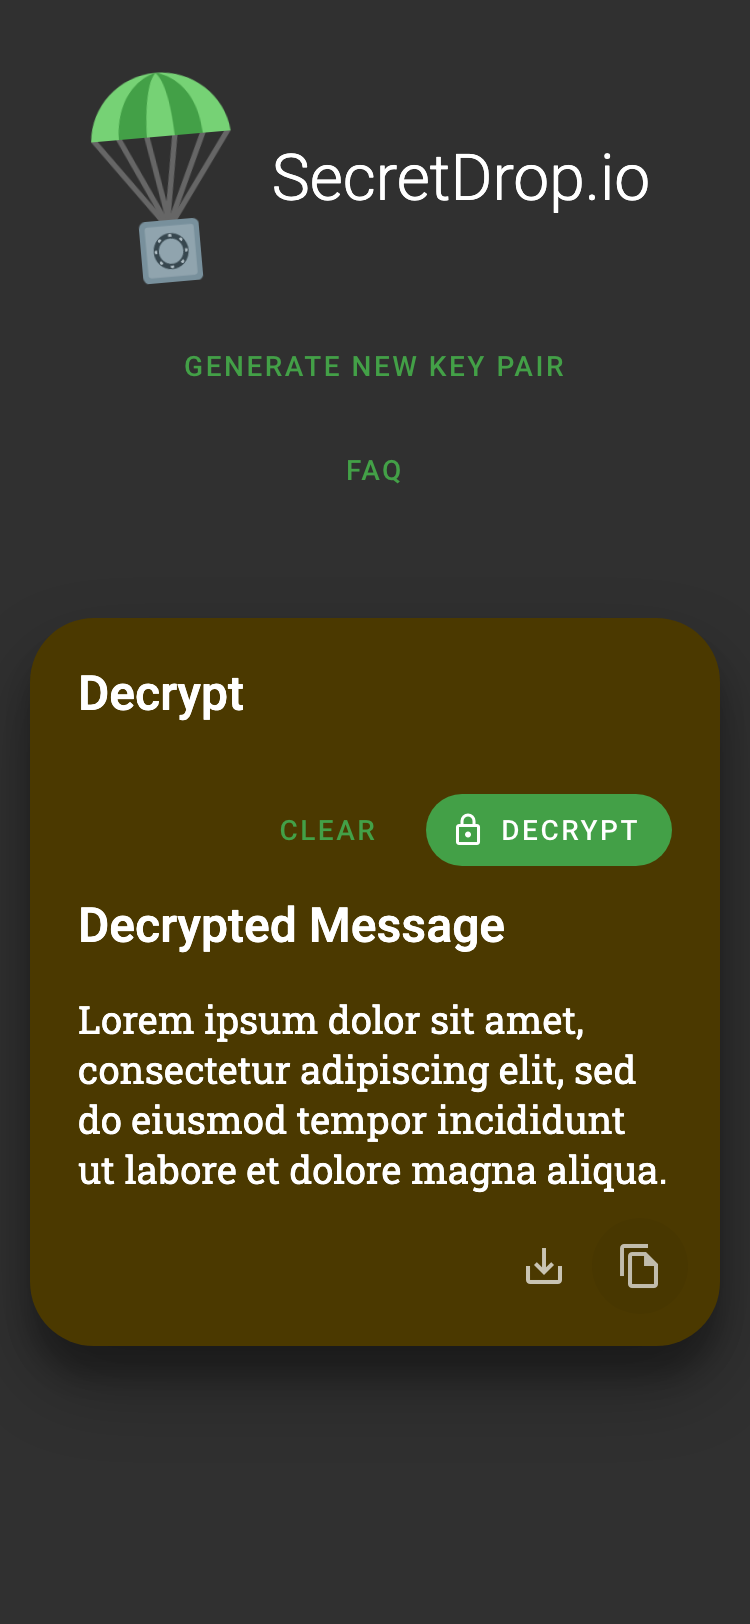 SecretDrop.io
GENERATE NEW KEY PAIR
FAQ
Decrypt
CLEAR
DECRYPT
Decrypted Message
Lorem ipsum dolor sit amet,
consectetur adipiscing elit, sed
do eiusmod tempor incididunt
ut labore et dolore magna aliqua.